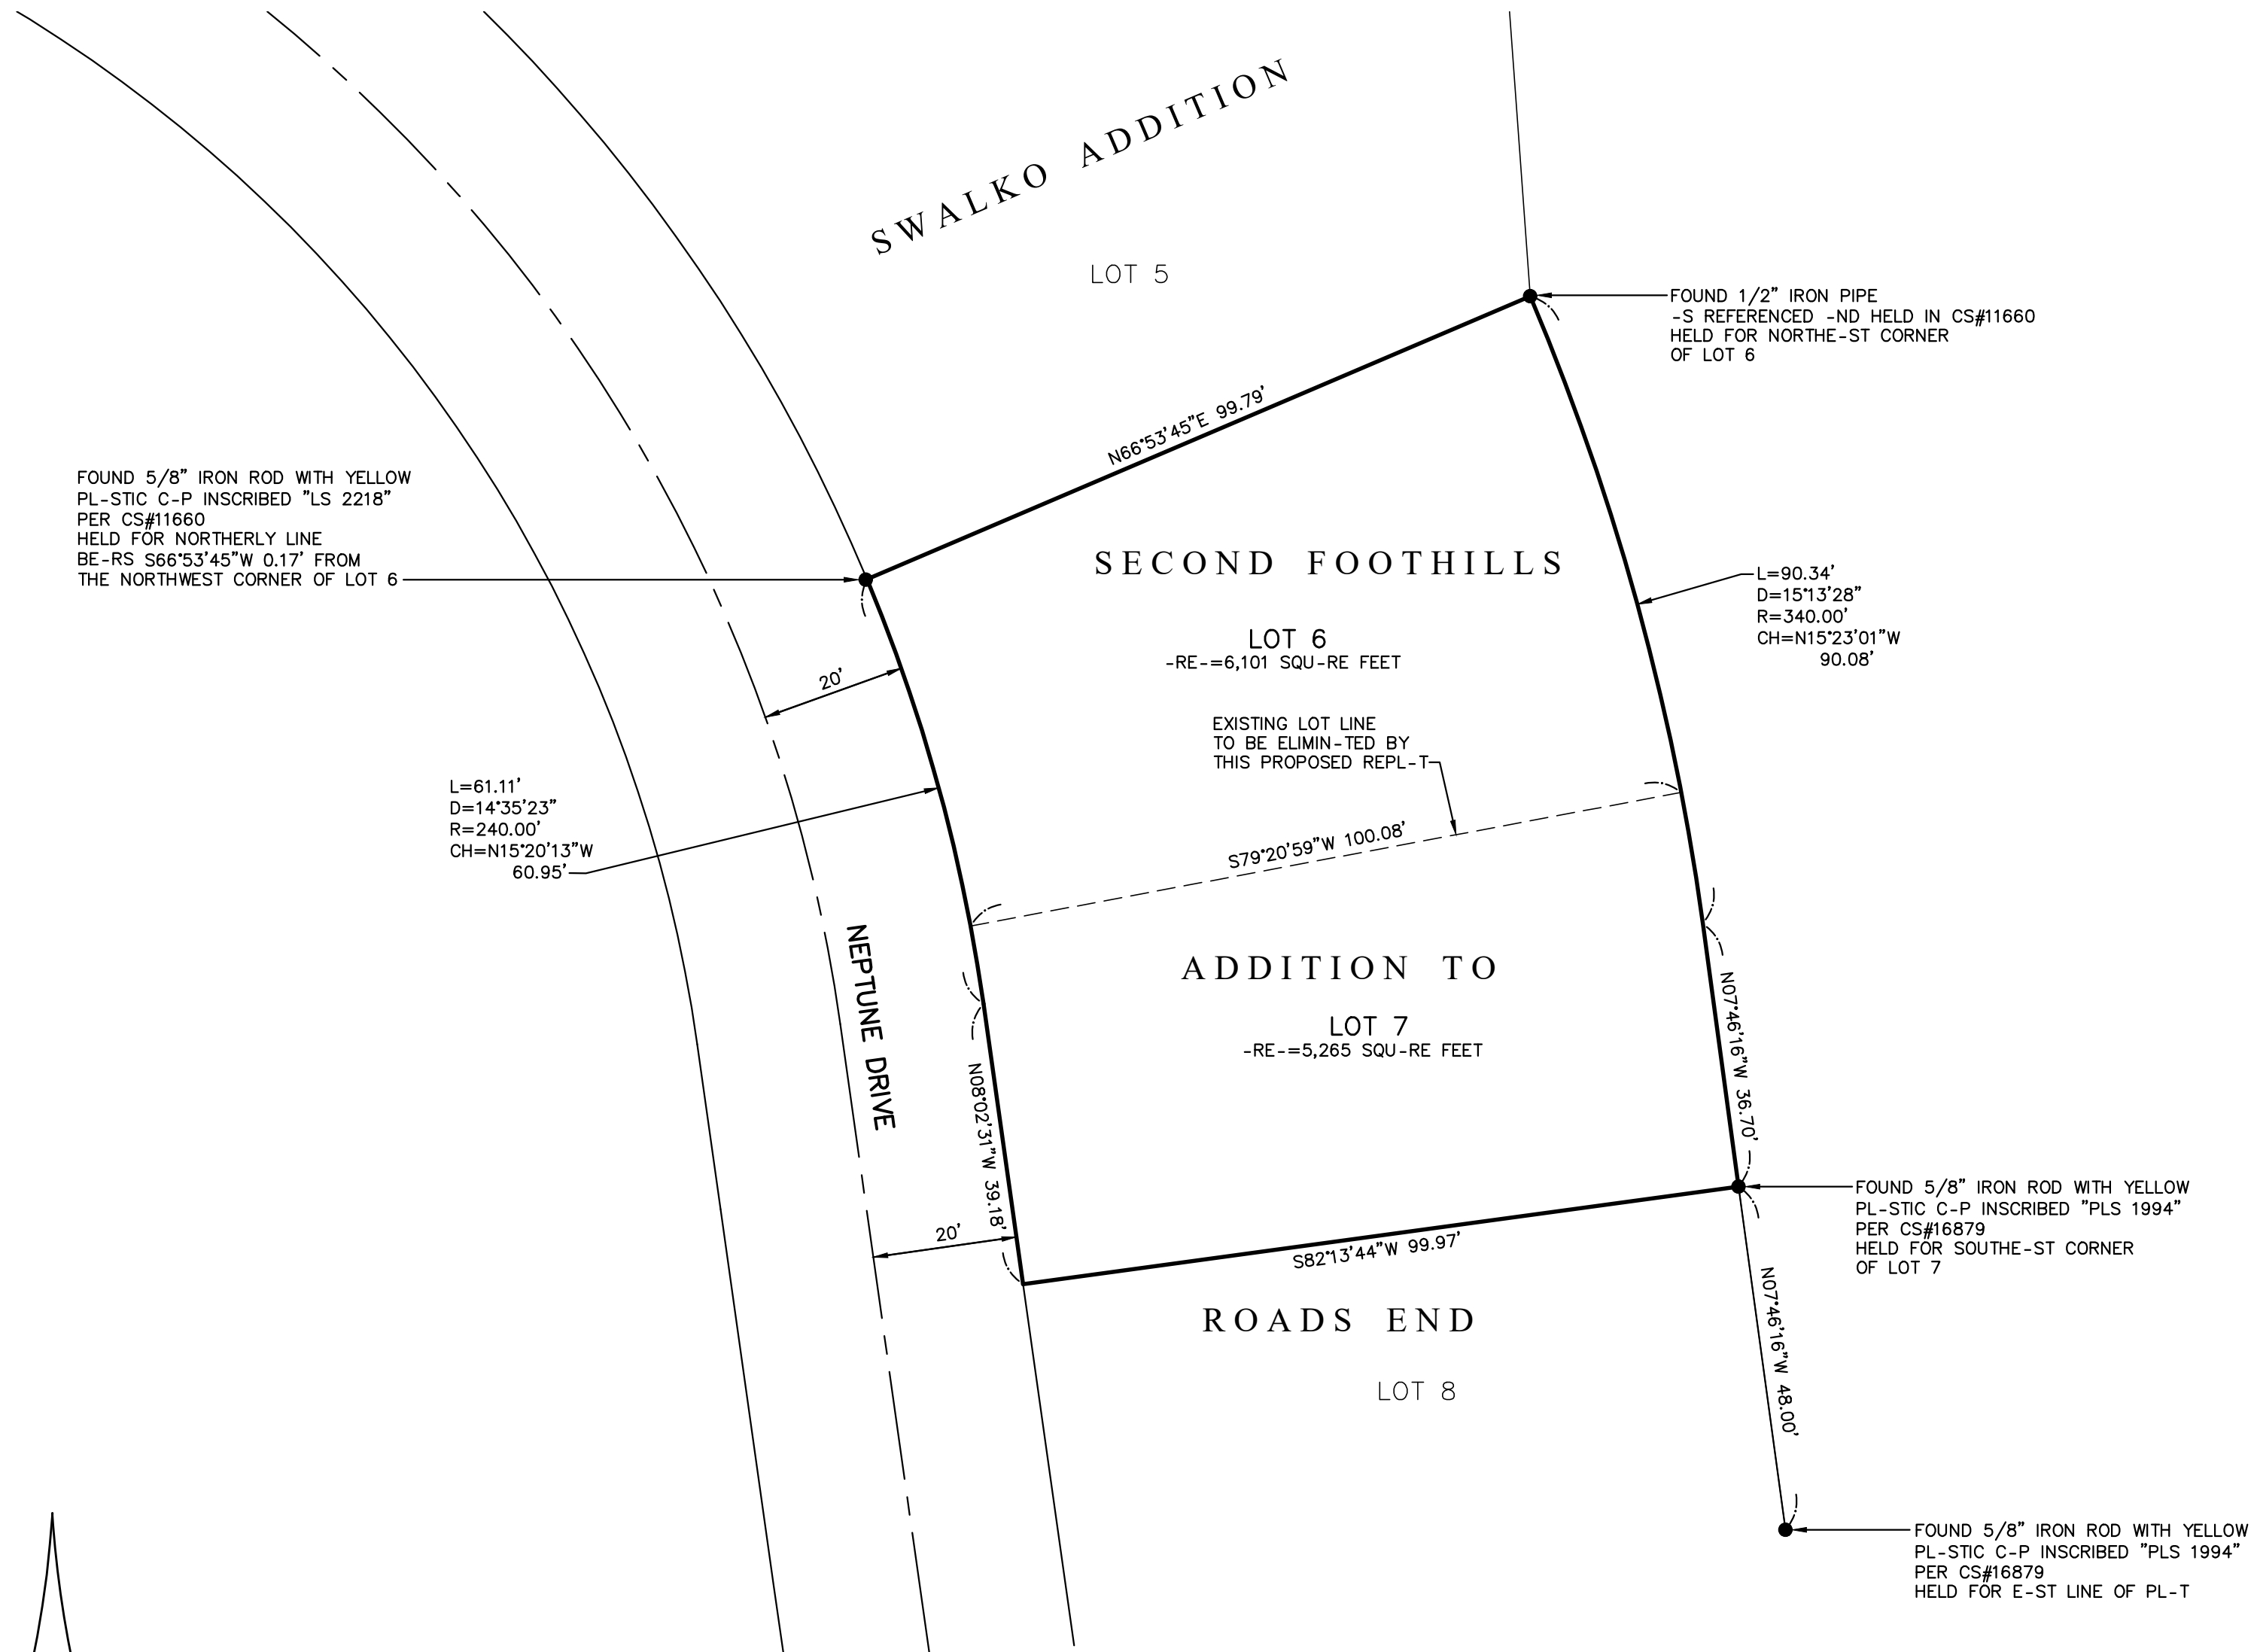 SWALKO ADDITION
LOT 5
FOUND 1/2" IRON PIPE
-S REFERENCED -ND HELD IN CS#11660
HELD FOR NORTHE-ST CORNER
OF LOT 6
N66°53'45"E 99.79'
FOUND 5/8" IRON ROD WITH YELLOW
PL-STIC C-P INSCRIBED "LS 2218"
PER CS#11660
HELD FOR NORTHERLY LINE
BE-RS S66°53'45"W 0.17' FROM
THE NORTHWEST CORNER OF LOT 6
SECOND FOOTHILLS
LOT 6
-RE-=6,101 SQU-RE FEET
L=90.34'
D=15°13'28"
R=340.00'
CH=N15°23'01"W
90.08'
20'
EXISTING LOT LINE
TO BE ELIMIN-TED BY
THIS PROPOSED REPL-T
L=61.11'
D=14°35'23"
R=240.00'
CH=N15°20'13"W
60.95'
S79°20'59"W 100.08'
NEPTUNE DRIVE
ADDITION TO
LOT 7
-RE-=5,265 SQU-RE FEET
N07°46'16"W 36.70'
N08°02'31"W 39.18'
20'
S82°13'44"W 99.97'
FOUND 5/8" IRON ROD WITH YELLOW
PL-STIC C-P INSCRIBED "PLS 1994"
PER CS#16879
HELD FOR SOUTHE-ST CORNER
OF LOT 7
ROADS END
LOT 8
N07°46'16"W 48.00'
FOUND 5/8" IRON ROD WITH YELLOW
PL-STIC C-P INSCRIBED "PLS 1994"
PER CS#16879
HELD FOR E-ST LINE OF PL-T